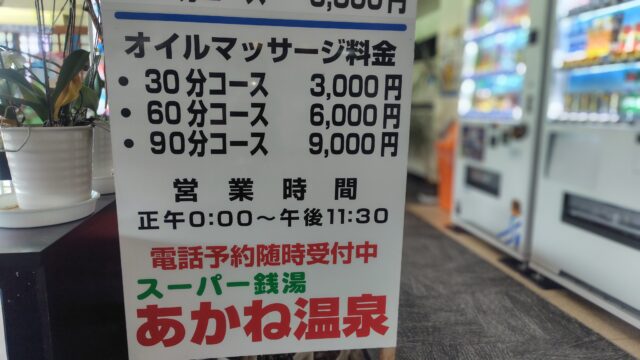 オイルマッサージ料金
・30分コース 3,000円
・60分コース 6,000円
・90分コース 9,000円
営業時間
正午0:00～午後11:30
電話予約随時受付中
スーパー銭湯
あかね温泉